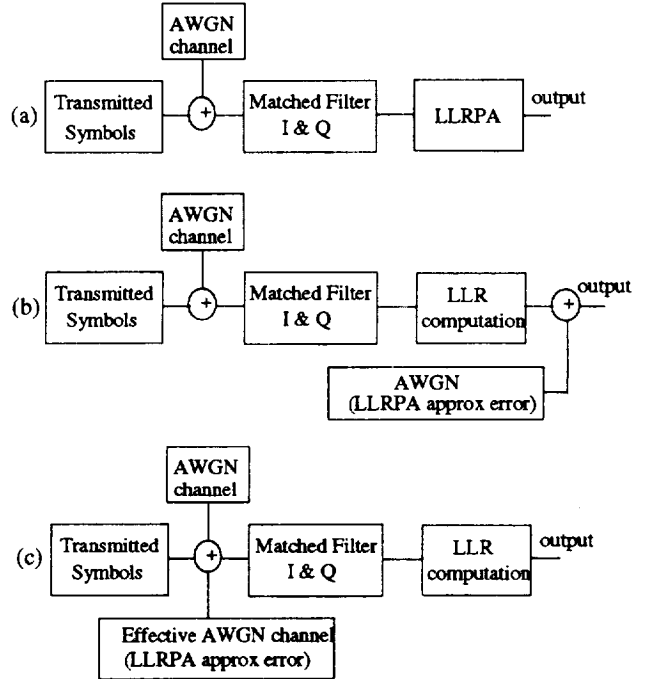 AWGN
channel
(a)
Transmitted
Symbols
+
Matched Filter
I & Q
LLRPA
output
AWGN
channel
(b)
Transmitted
Symbols
+
Matched Filter
I & Q
LLR
computation
+
output
AWGN
(LLRPA approx error)
AWGN
channel
(c)
Transmitted
Symbols
+
Matched Filter
I & Q
LLR
computation
output
Effective AWGN channel
(LLRPA approx error)